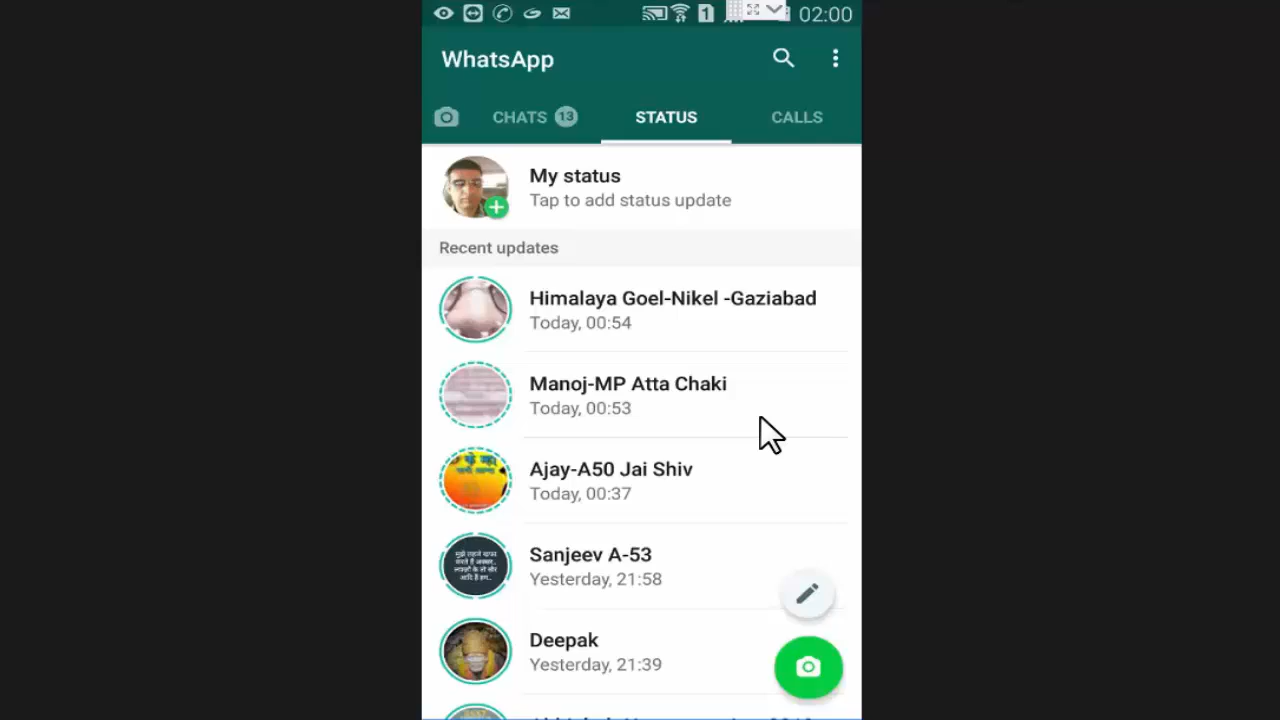 1 02:00
WhatsApp
CHATS 13 STATUS CALLS
My status
Tap to add status update
Recent updates
Himalaya Goel-Nikel -Gaziabad
Today, 00:54
Manoj-MP Atta Chaki
Today, 00:53
Ajay-A50 Jai Shiv
Today, 00:37
Sanjeev A-53
Yesterday, 21:58
Deepak
Yesterday, 21:39